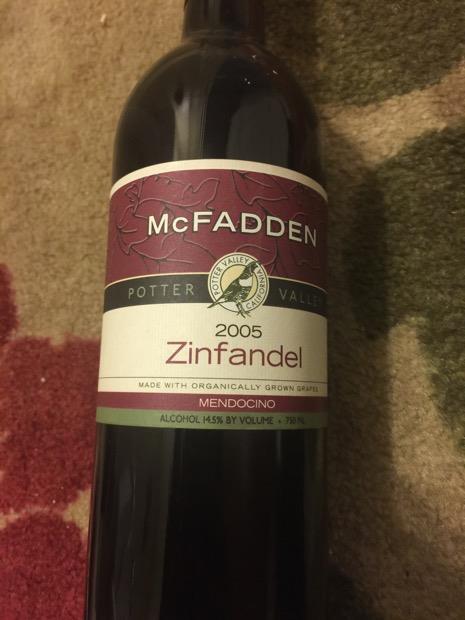 McFADDEN
POTTER VALLEY
POTTER VALLEY
CALIFORNIA
2005
Zinfandel
MADE WITH ORGANICALLY GROWN GRAPES
MENDOCINO
ALCOHOL 14.5% BY VOLUME • 750 ML